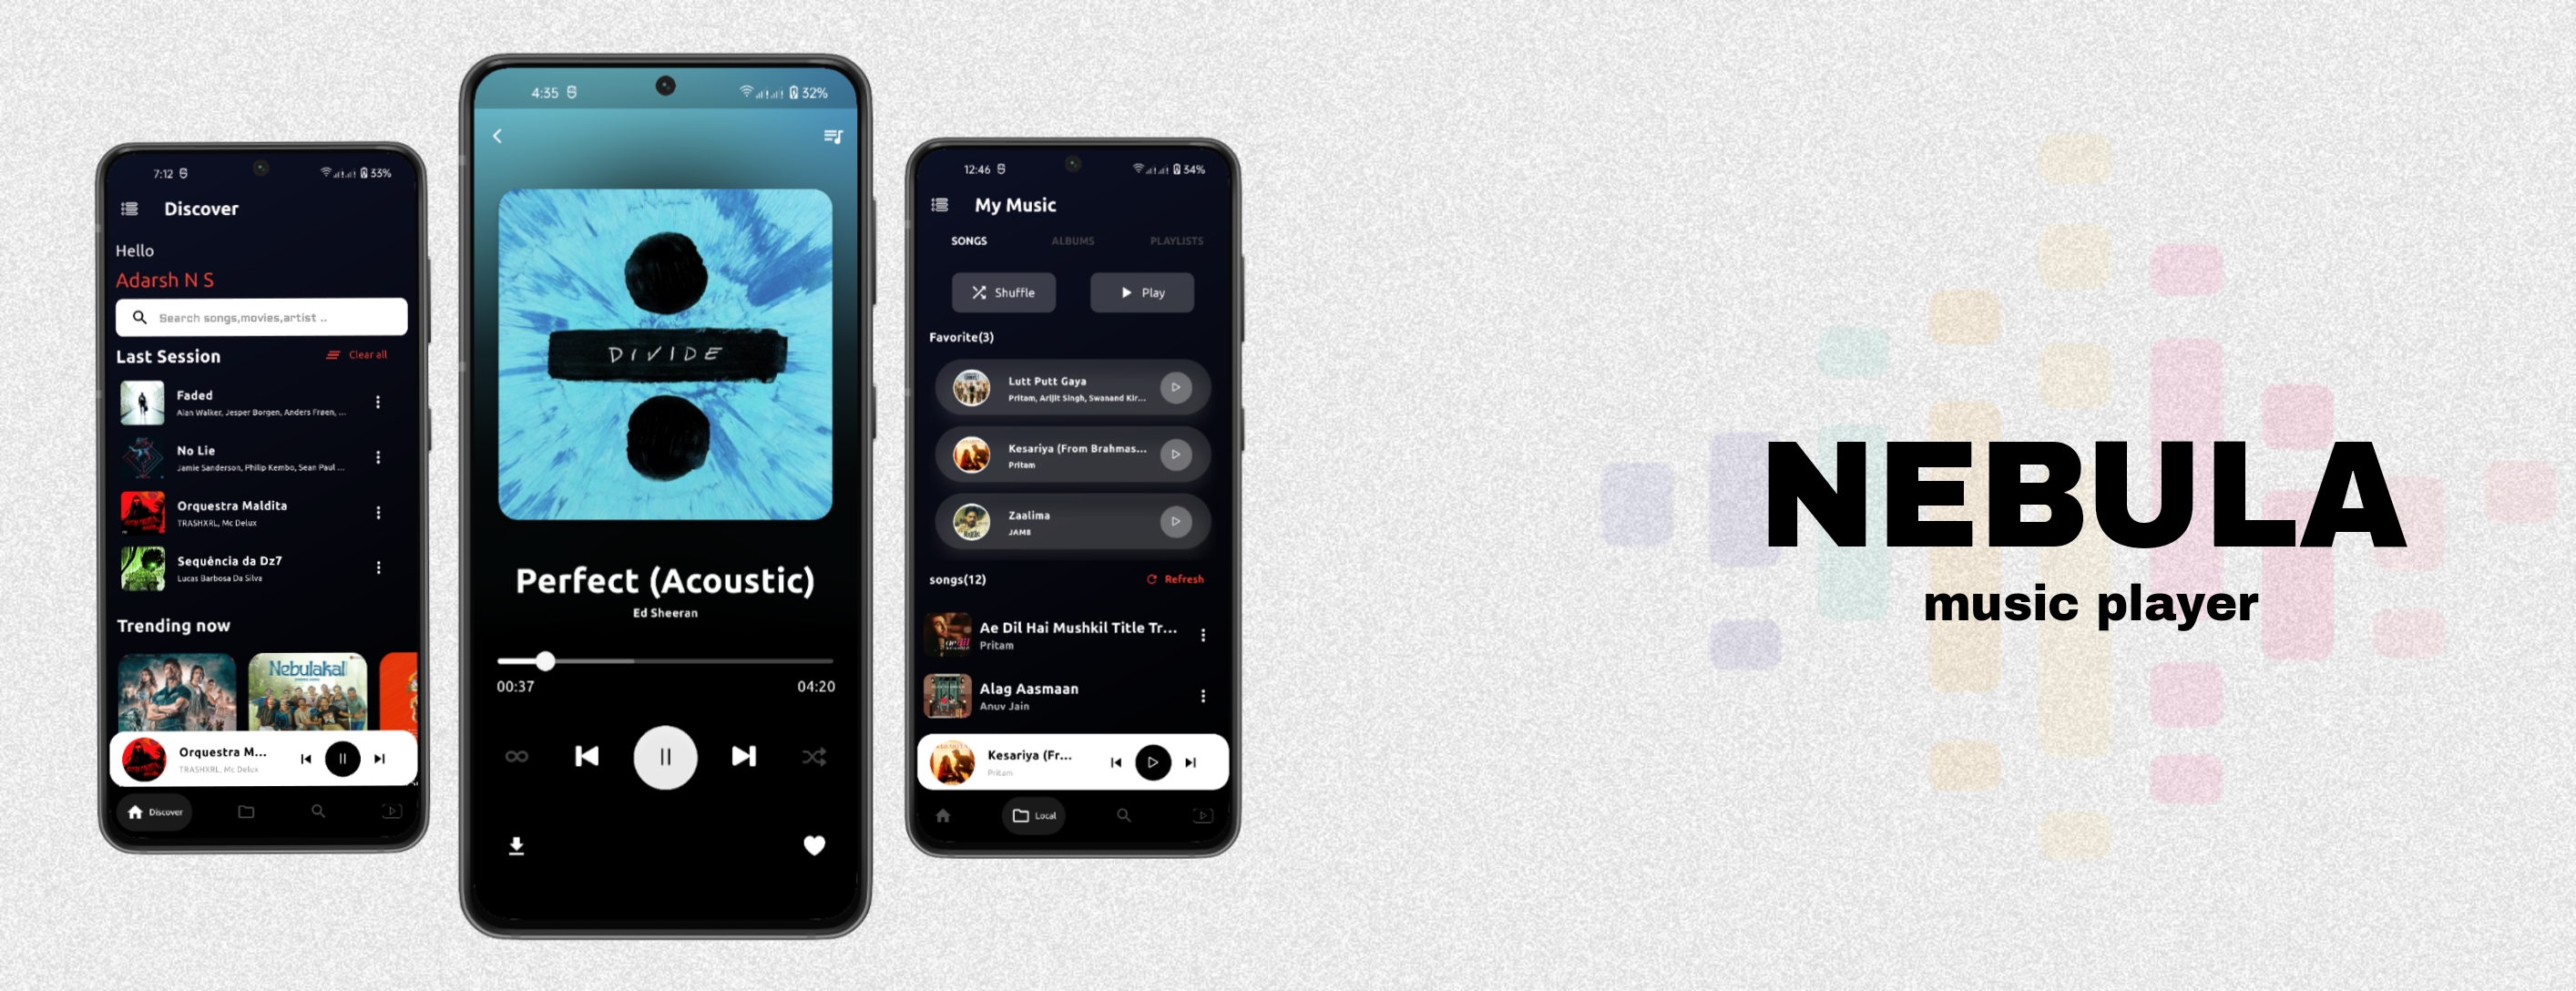 7:12
33%
Discover
Hello
Adarsh N S
Search songs,movies,artist ..
Last Session
Clear all
Faded
Alan Walker, Jesper Borgen, Anders Frøen, ...
No Lie
Jamie Sanderson, Philip Kembo, Sean Paul ...
Orquestra Maldita
TRASHXRL, Mc Delux
Sequência da Dz7
Lucas Barbosa Da Silva
Trending now
Nebulakal
Orquestra M...
TRASHXRL, Mc Delux
Discover
4:35
32%
DIVIDE
Perfect (Acoustic)
Ed Sheeran
00:37
04:20
12:46
34%
My Music
SONGS
ALBUMS
PLAYLISTS
Shuffle
Play
Favorite(3)
Lutt Putt Gaya
Pritam, Arijit Singh, Swanand Kir...
Kesariya (From Brahmas...
Pritam
Zaalima
JAM8
songs(12)
Refresh
Ae Dil Hai Mushkil Title Tr...
Pritam
Alag Aasmaan
Anuv Jain
Kesariya (Fr...
Pritam
Local
NEBULA
music player